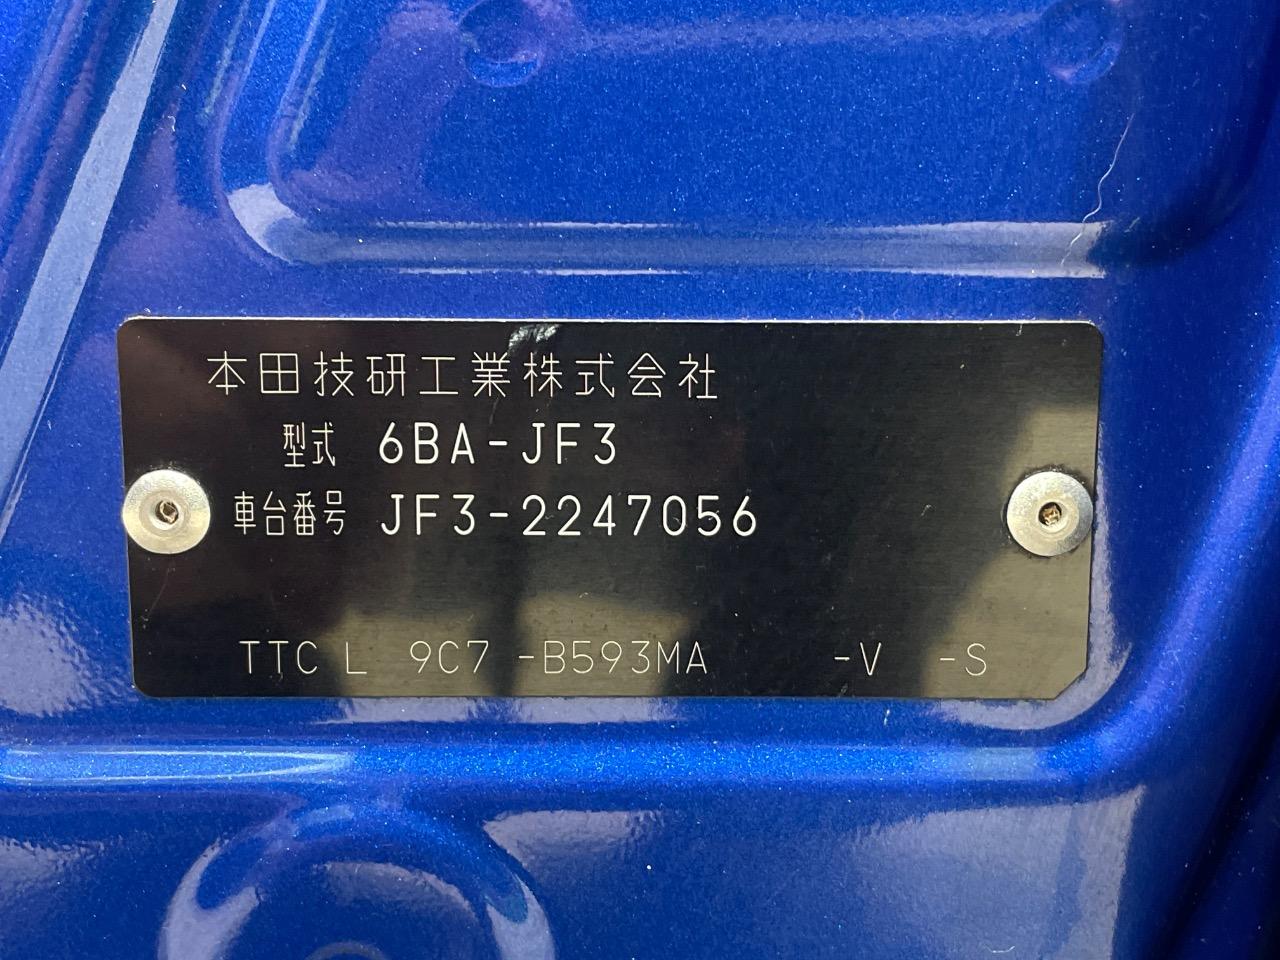 本田技研工業株式会社
型式 6BA-JF3
車台番号 JF3-2247056
TTC L 9C7 -B593MA -V -S